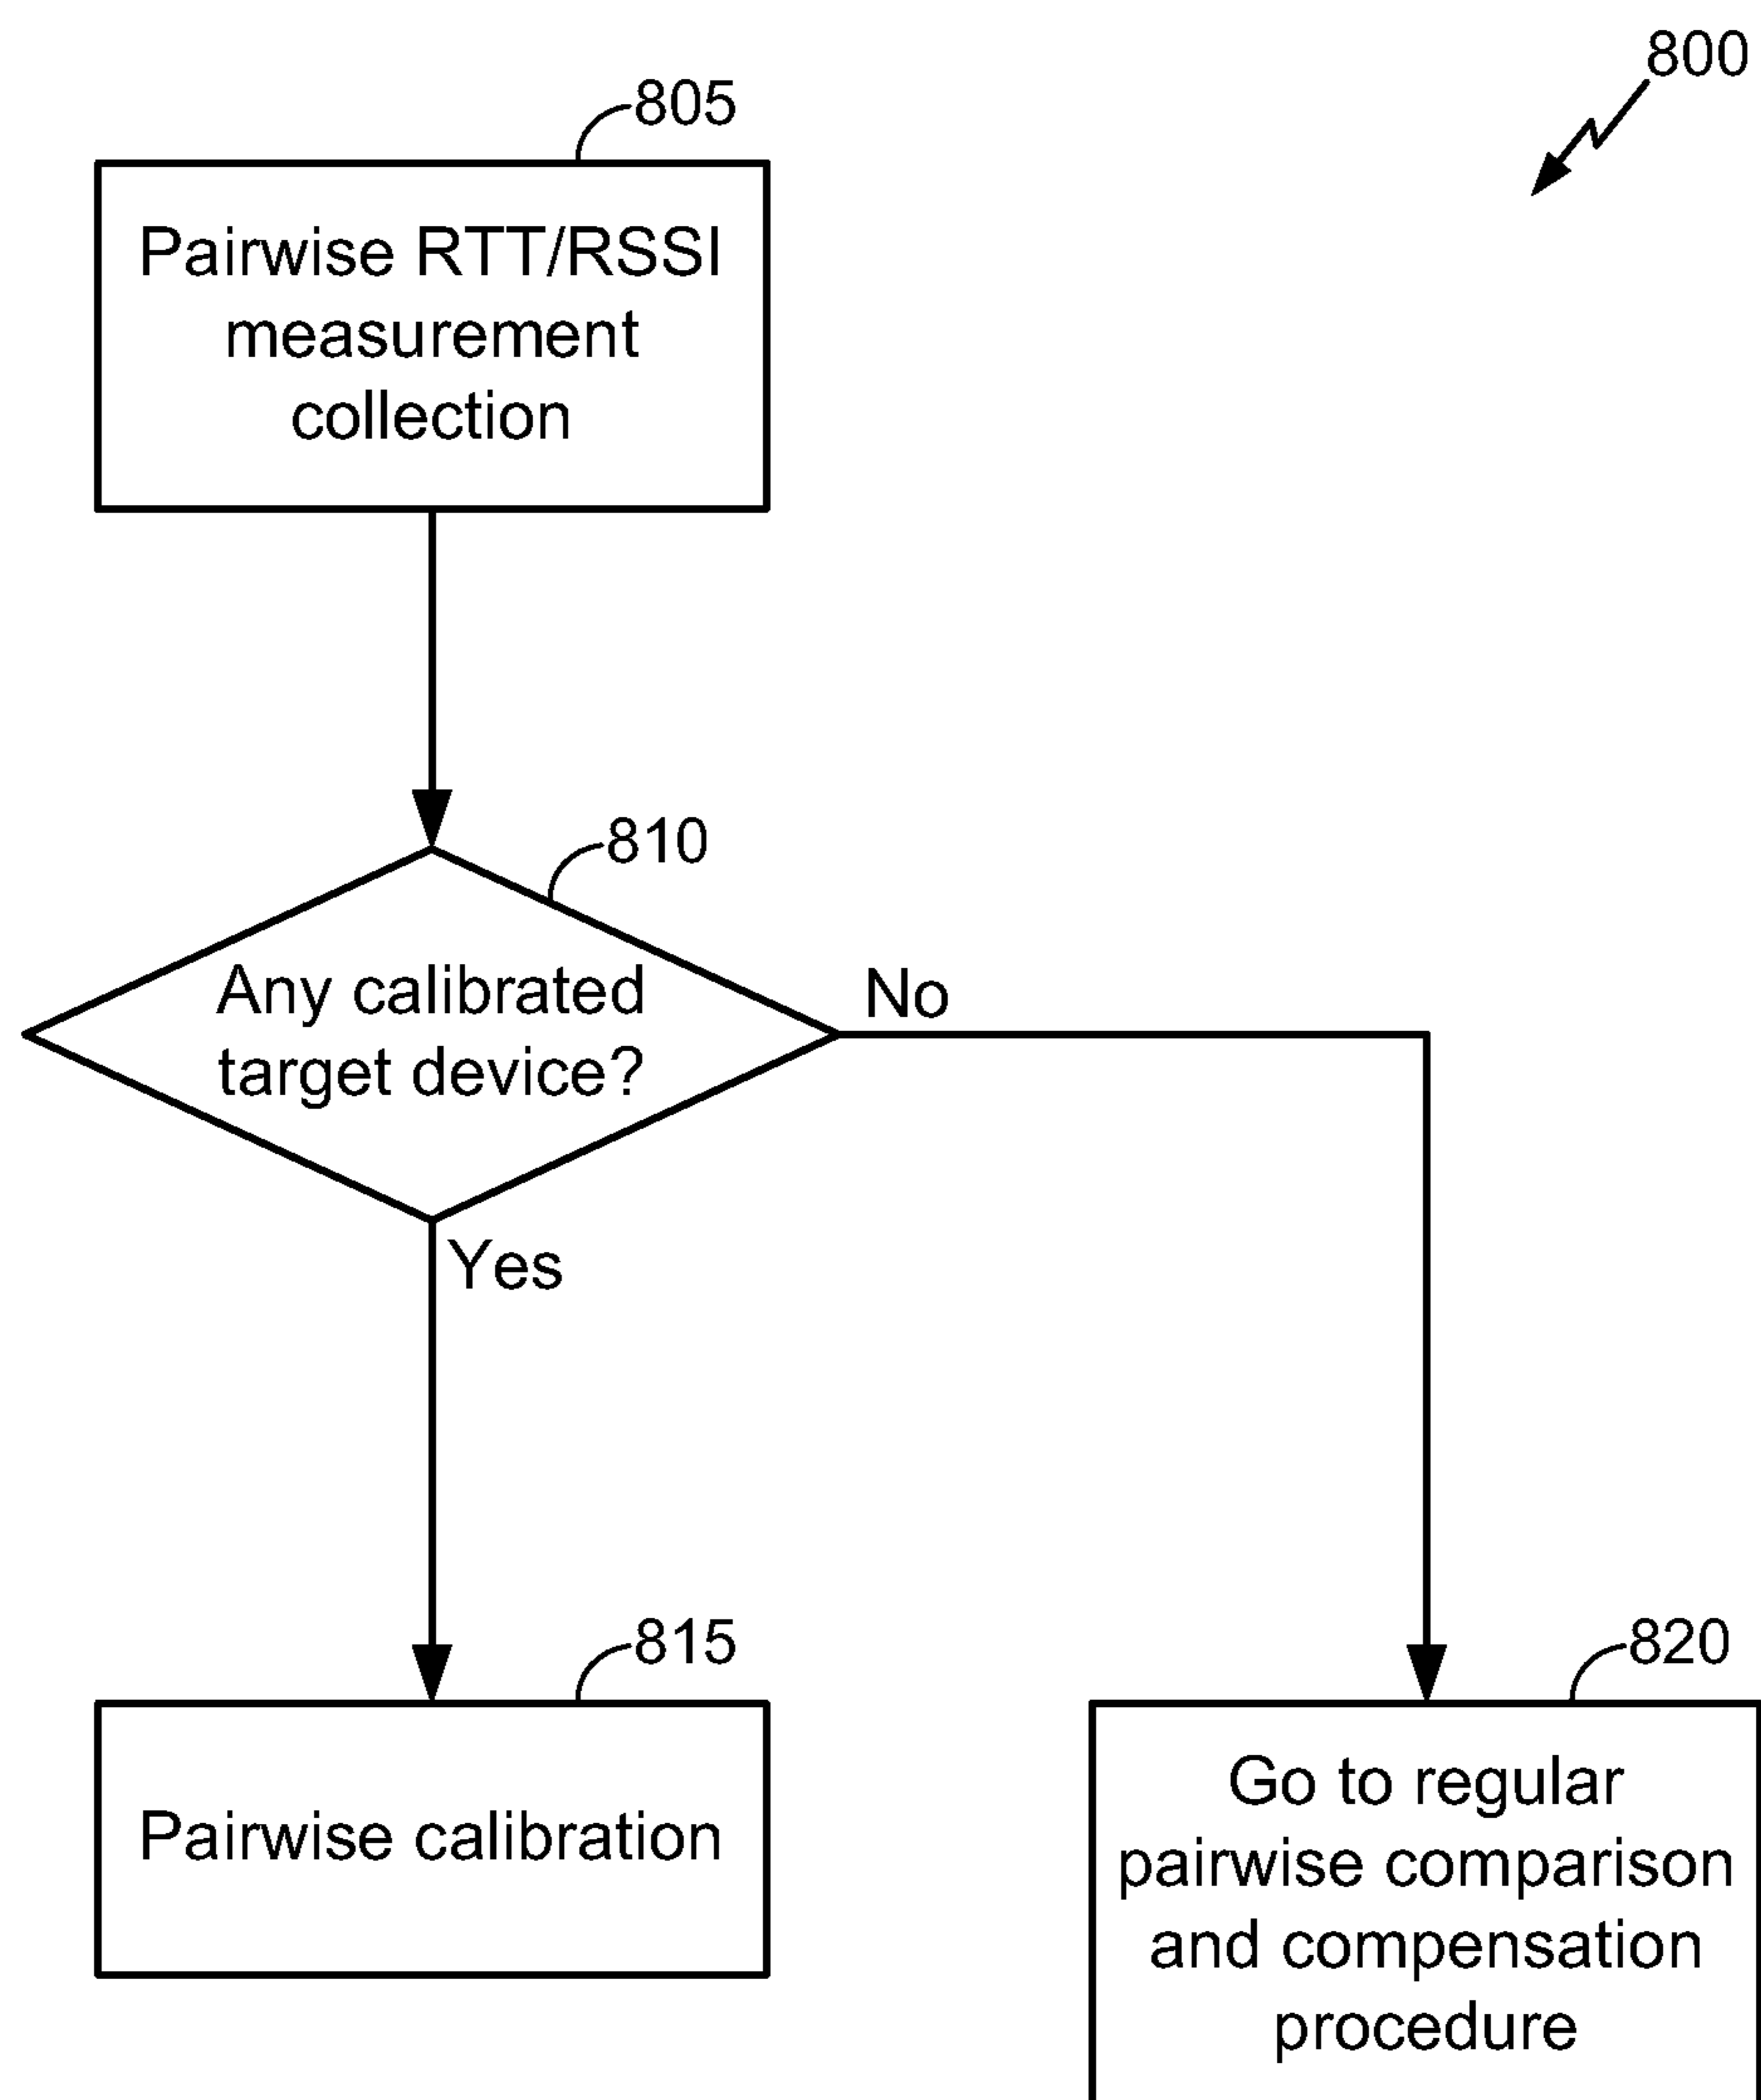 800
805
Pairwise RTT/RSSI
measurement
collection
810
Any calibrated
target device?
No
Yes
815
Pairwise calibration
820
Go to regular
pairwise comparison
and compensation
procedure